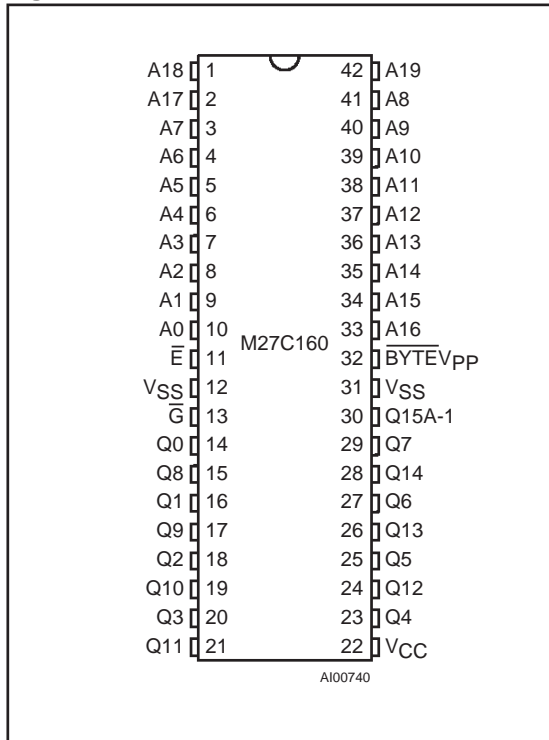 A18 1 42 A19
A17 2 41 A8
A7 3 40 A9
A6 4 39 A10
A5 5 38 A11
A4 6 37 A12
A3 7 36 A13
A2 8 35 A14
A1 9 34 A15
A0 10 33 A16
M27C160
E̅ 11 32 B̅Y̅T̅E̅VPP
VSS 12 31 VSS
G̅ 13 30 Q15A-1
Q0 14 29 Q7
Q8 15 28 Q14
Q1 16 27 Q6
Q9 17 26 Q13
Q2 18 25 Q5
Q10 19 24 Q12
Q3 20 23 Q4
Q11 21 22 VCC
AI00740